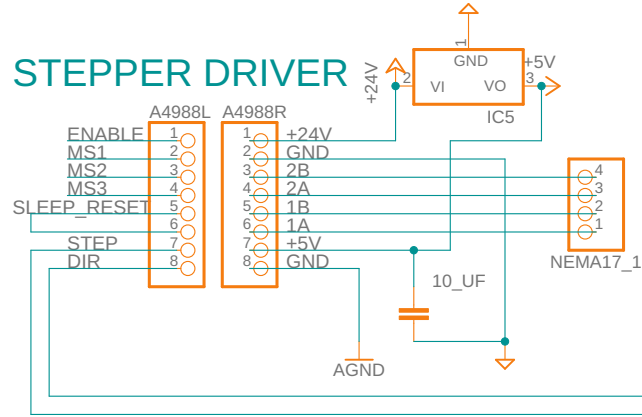 1
GND
STEPPER DRIVER
+24V
2 VI VO 3 +5V
IC5
A4988L A4988R
ENABLE 1 1 +24V
MS1 2 2 GND
MS2 3 3 2B 4
MS3 4 4 2A 3
SLEEP_RESET 5 5 1B 2
6 6 1A 1
STEP 7 7 +5V
DIR 8 8 GND
NEMA17_1
10_UF
AGND